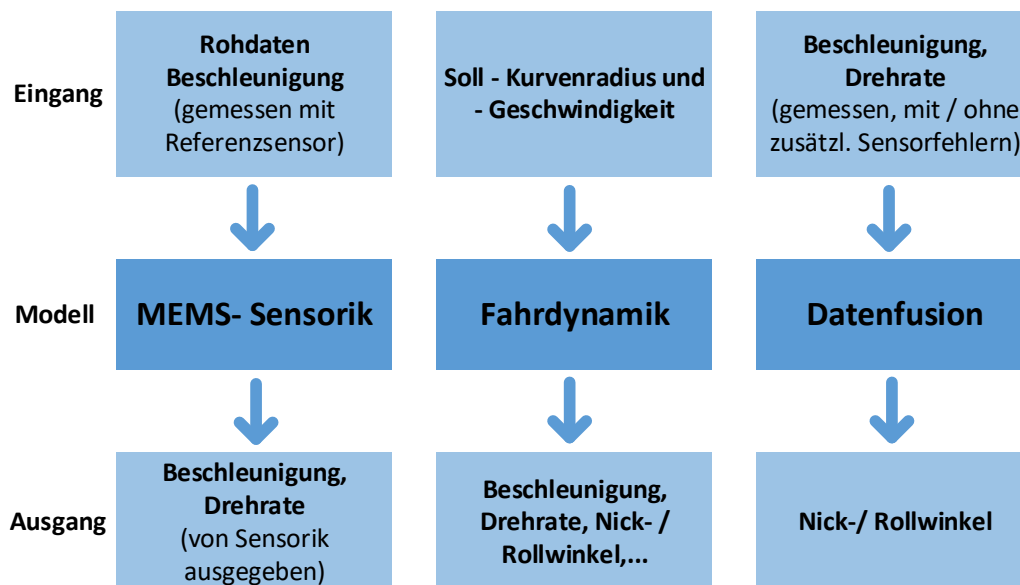 Eingang
Rohdaten
Beschleunigung
(gemessen mit
Referenzsensor)
Soll - Kurvenradius und
- Geschwindigkeit
Beschleunigung,
Drehrate
(gemessen, mit / ohne
zusätzl. Sensorfehlern)
Modell
MEMS- Sensorik
Fahrdynamik
Datenfusion
Ausgang
Beschleunigung,
Drehrate
(von Sensorik
ausgegeben)
Beschleunigung,
Drehrate, Nick- /
Rollwinkel,...
Nick-/ Rollwinkel